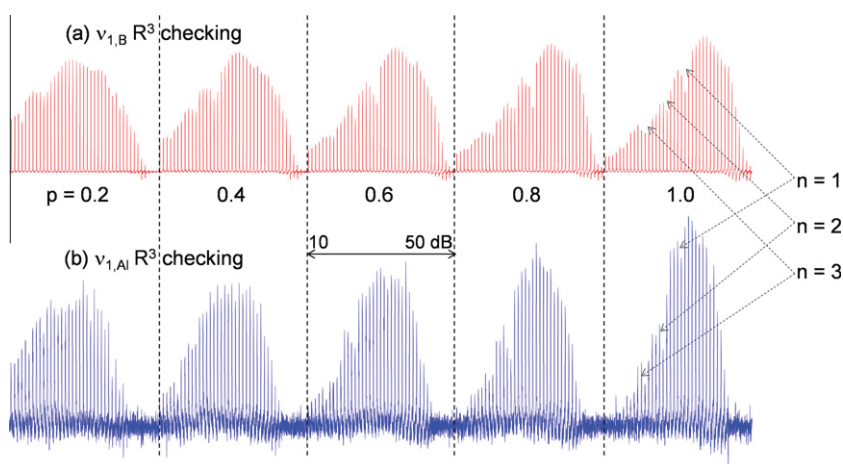 (a) ν1,B R³ checking
p = 0.2 0.4 0.6 0.8 1.0
n = 1
n = 2
n = 3
10 50 dB
(b) ν1,Al R³ checking